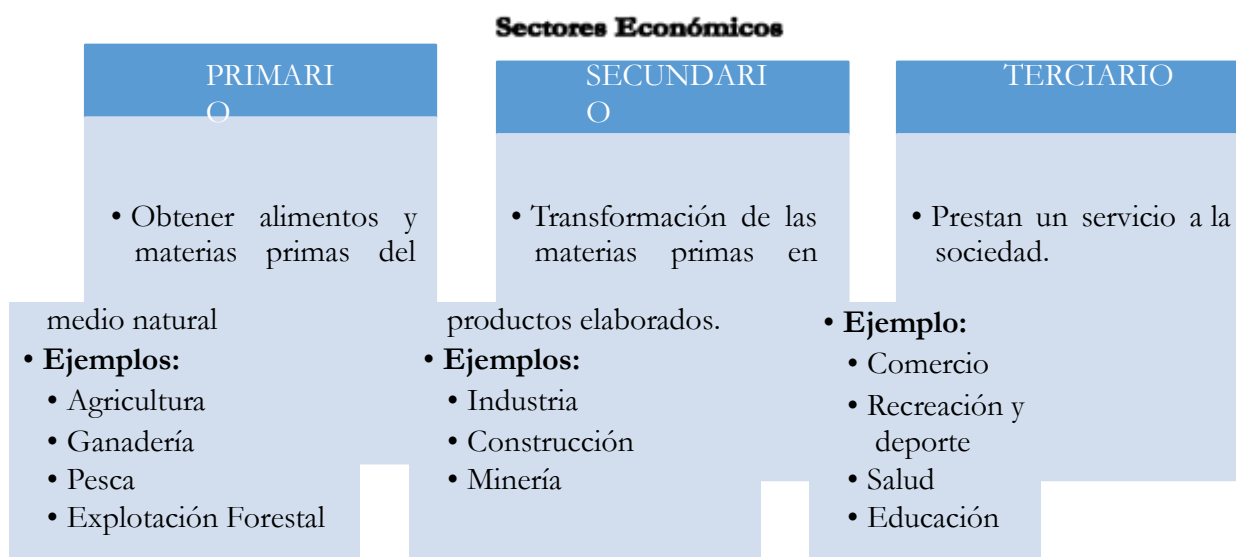 Sectores Económicos
PRIMARI
O
• Obtener alimentos y
materias primas del
medio natural
• Ejemplos:
• Agricultura
• Ganadería
• Pesca
• Explotación Forestal
SECUNDARI
O
• Transformación de las
materias primas en
productos elaborados.
• Ejemplos:
• Industria
• Construcción
• Minería
TERCIARIO
• Prestan un servicio a la
sociedad.
• Ejemplo:
• Comercio
• Recreación y
deporte
• Salud
• Educación